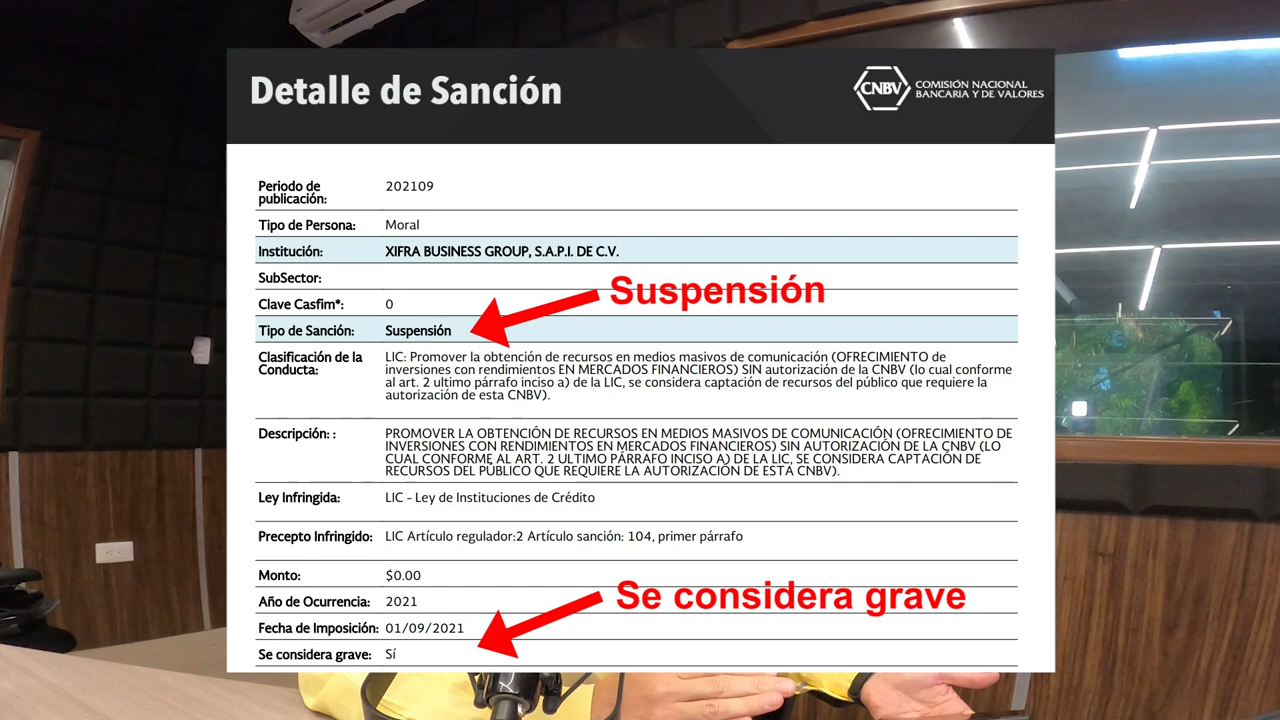 Detalle de Sanción
CNBV
COMISIÓN NACIONAL
BANCARIA Y DE VALORES
Periodo de
publicación:
202109
Tipo de Persona: Moral
Institución: XIFRA BUSINESS GROUP, S.A.P.I. DE C.V.
SubSector:
Suspensión
Clave Casfim*: 0
Tipo de Sanción: Suspensión
Clasificación de la
Conducta:
LIC: Promover la obtención de recursos en medios masivos de comunicación (OFRECIMIENTO de
inversiones con rendimientos EN MERCADOS FINANCIEROS) SIN autorización de la CNBV (lo cual conforme
al art. 2 ultimo párrafo inciso a) de la LIC, se considera captación de recursos del público que requiere la
autorización de esta CNBV).
Descripción: :
PROMOVER LA OBTENCIÓN DE RECURSOS EN MEDIOS MASIVOS DE COMUNICACIÓN (OFRECIMIENTO DE
INVERSIONES CON RENDIMIENTOS EN MERCADOS FINANCIEROS) SIN AUTORIZACIÓN DE LA CNBV (LO
CUAL CONFORME AL ART. 2 ULTIMO PÁRRAFO INCISO A) DE LA LIC, SE CONSIDERA CAPTACIÓN DE
RECURSOS DEL PÚBLICO QUE REQUIERE LA AUTORIZACIÓN DE ESTA CNBV).
Ley Infringida: LIC - Ley de Instituciones de Crédito
Precepto Infringido: LIC Artículo regulador:2 Artículo sanción: 104, primer párrafo
Monto: $0.00
Año de Ocurrencia: 2021
Se considera grave
Fecha de Imposición: 01/09/2021
Se considera grave: Sí